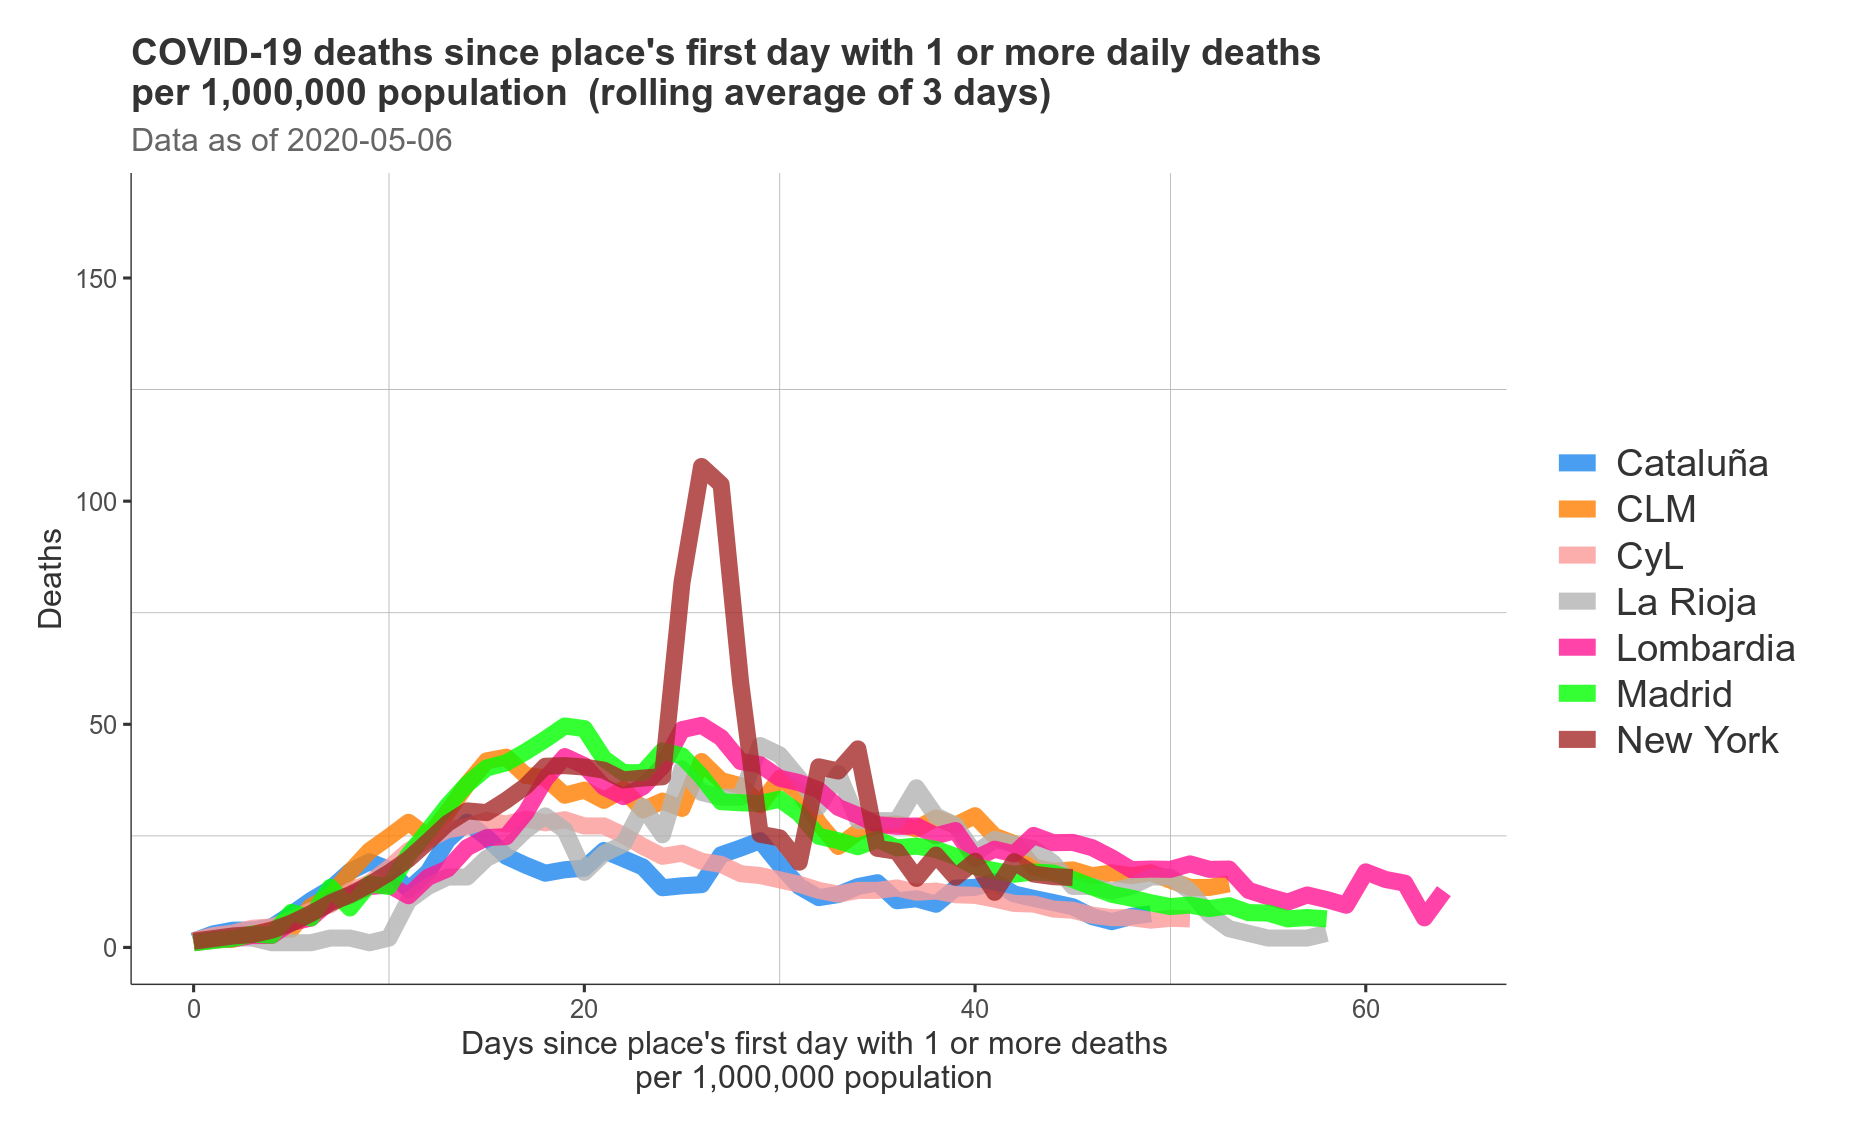 COVID-19 deaths since place's first day with 1 or more daily deaths
per 1,000,000 population  (rolling average of 3 days)
Data as of 2020-05-06
150
100
50
0
Deaths
0 20 40 60
Days since place's first day with 1 or more deaths
per 1,000,000 population
Cataluña
CLM
CyL
La Rioja
Lombardia
Madrid
New York